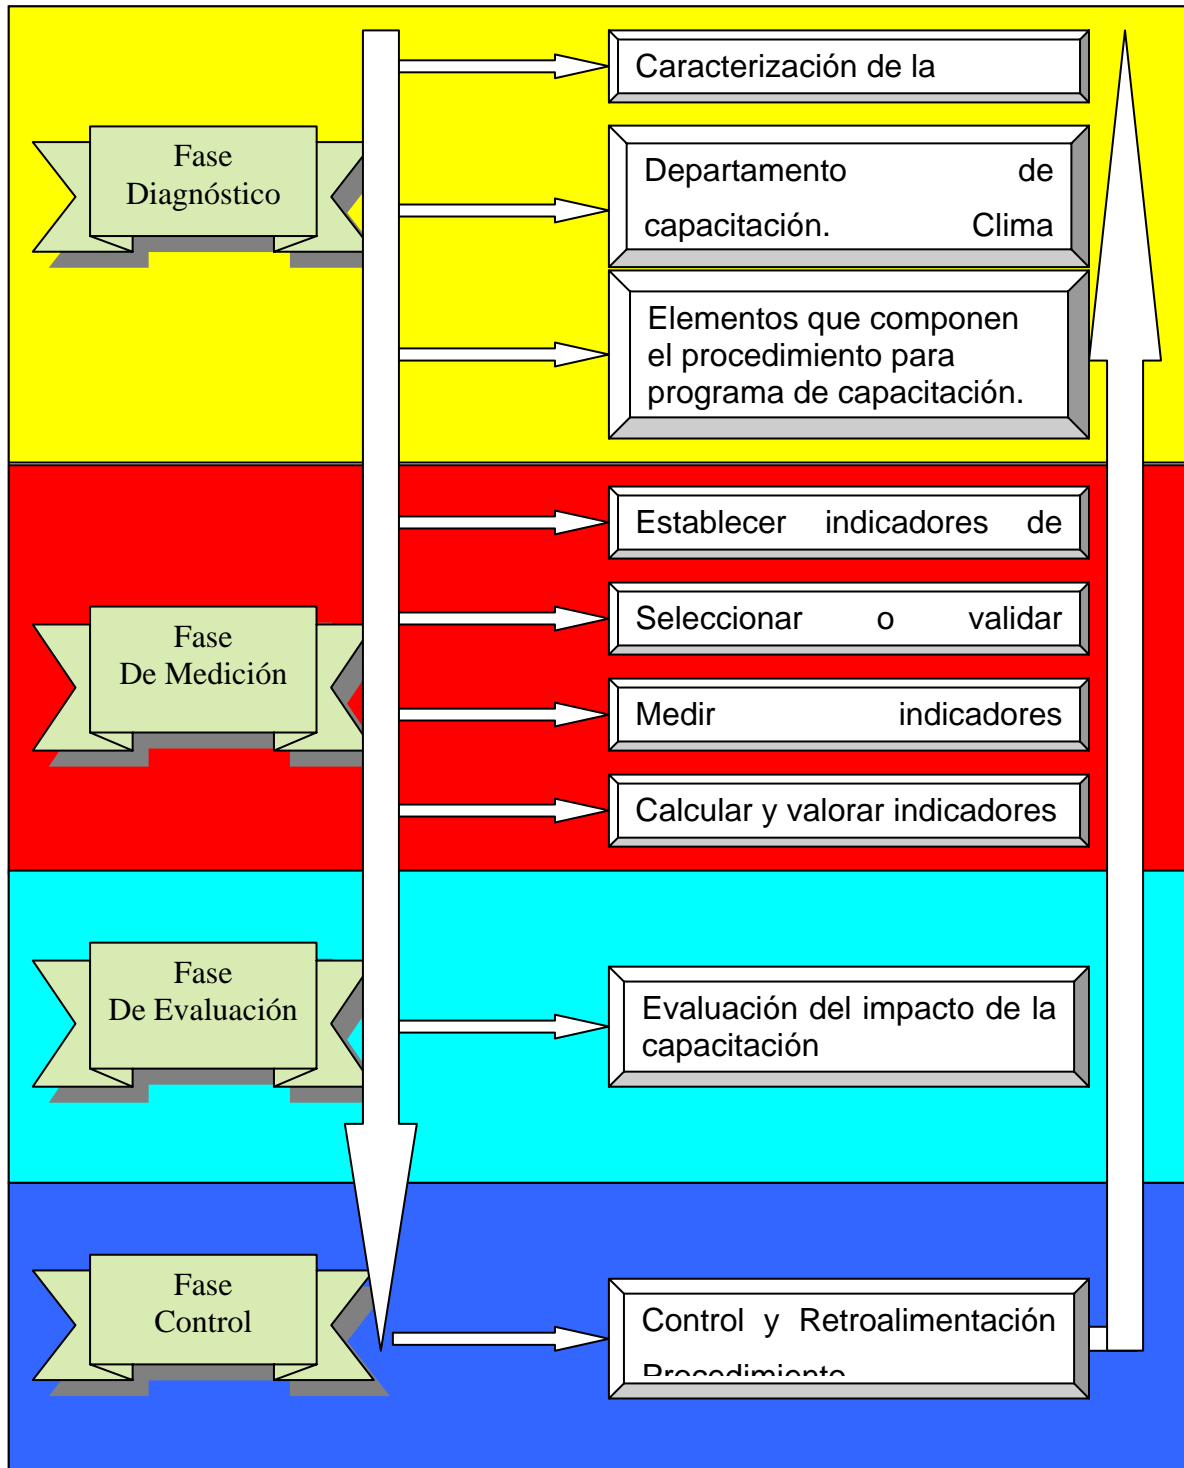 Fase
Diagnóstico
Caracterización de la
Departamento de
capacitación. Clima
Elementos que componen
el procedimiento para
programa de capacitación.
Fase
De Medición
Establecer indicadores de
Seleccionar o validar
Medir indicadores
Calcular y valorar indicadores
Fase
De Evaluación
Evaluación del impacto de la
capacitación
Fase
Control
Control y Retroalimentación
Procedimiento